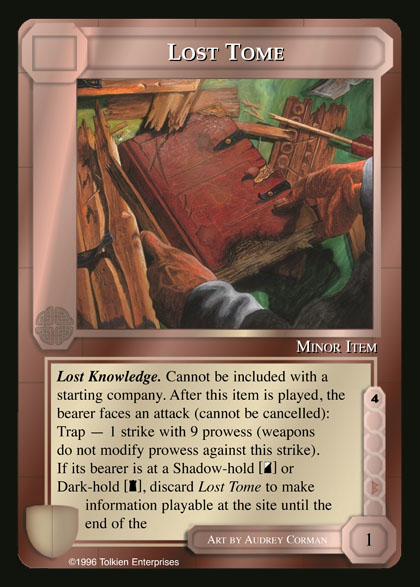 LOST TOME
MINOR ITEM
Lost Knowledge. Cannot be included with a
starting company. After this item is played, the
bearer faces an attack (cannot be cancelled):
Trap — 1 strike with 9 prowess (weapons
do not modify prowess against this strike).
If its bearer is at a Shadow-hold [] or
Dark-hold [], discard Lost Tome to make
information playable at the site until the
end of the
4
ART BY AUDREY CORMAN
1
©1996 Tolkien Enterprises